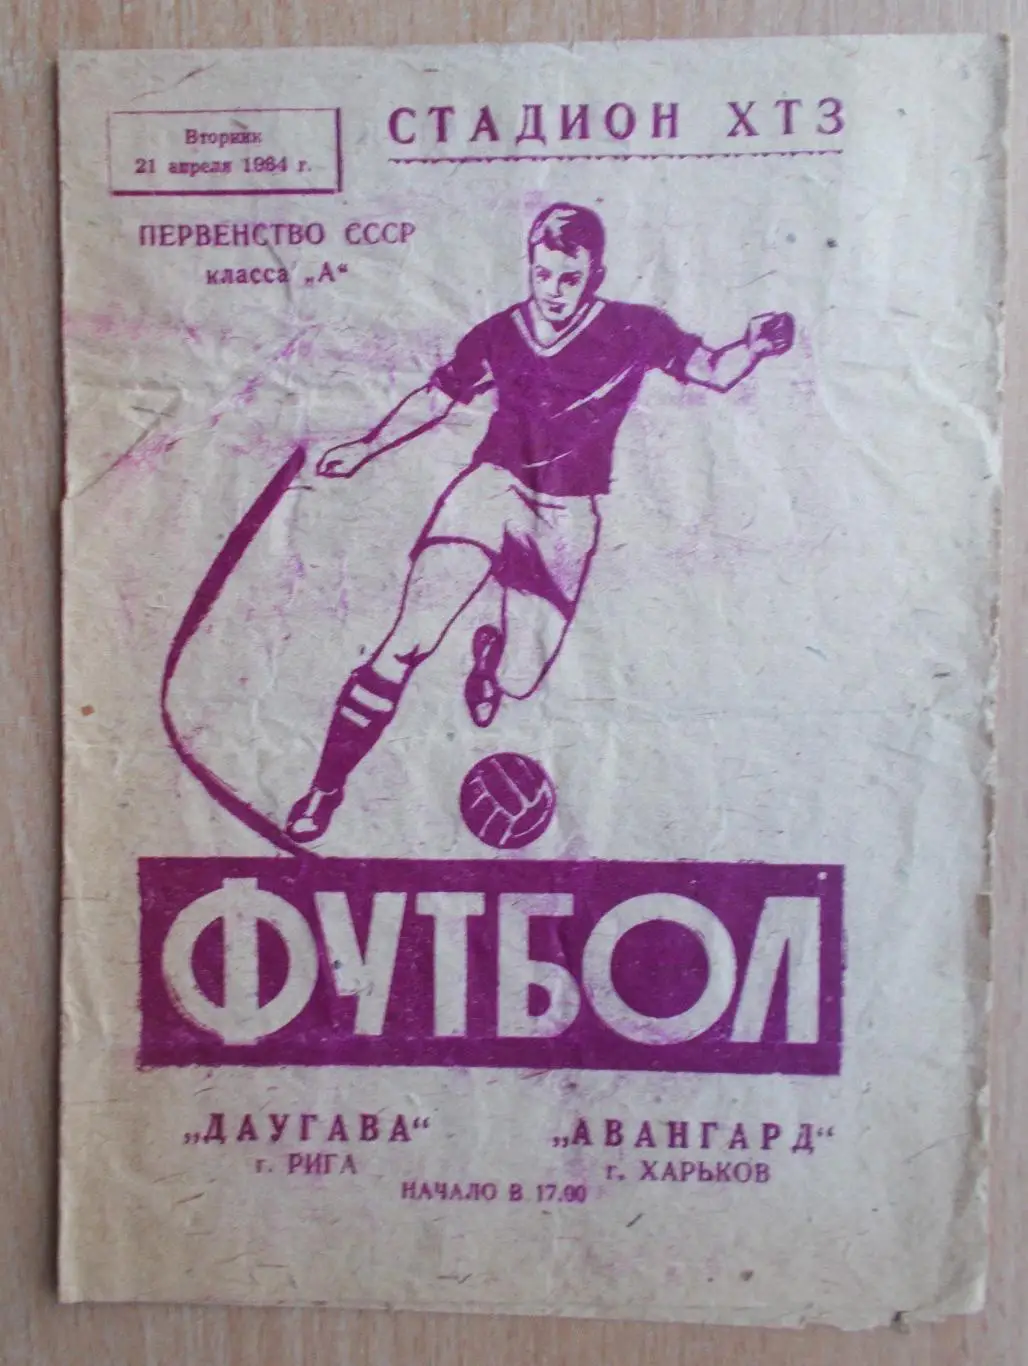 Вторник
21 апреля 1964 г.
СТАДИОН ХТЗ
ПЕРВЕНСТВО СССР
класса „А“
ФУТБОЛ
„ДАУГАВА“
г. РИГА
„АВАНГАРД“
г. ХАРЬКОВ
НАЧАЛО В 17.00